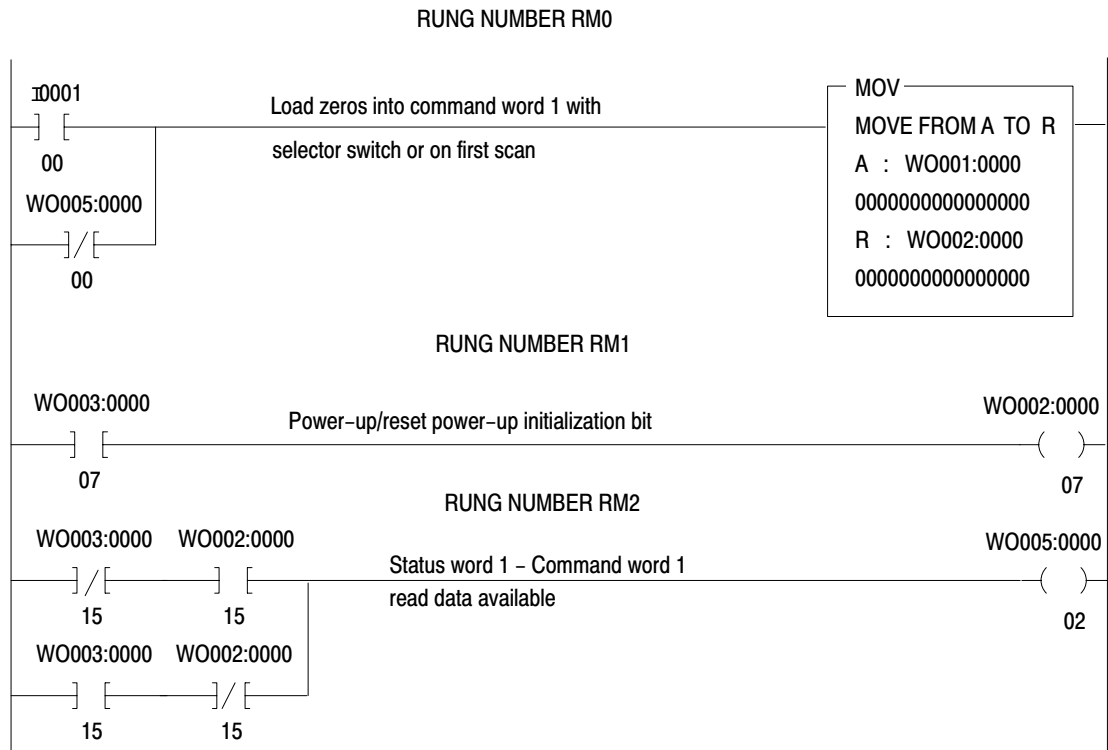 RUNG NUMBER RM0
I0001
00
WO005:0000
00
Load zeros into command word 1 with
selector switch or on first scan
MOV
MOVE FROM A TO R
A : WO001:0000
0000000000000000
R : WO002:0000
0000000000000000
RUNG NUMBER RM1
WO003:0000
07
Power-up/reset power-up initialization bit
WO002:0000
07
RUNG NUMBER RM2
WO003:0000 WO002:0000
15 15
WO003:0000 WO002:0000
15 15
Status word 1 – Command word 1
read data available
WO005:0000
02